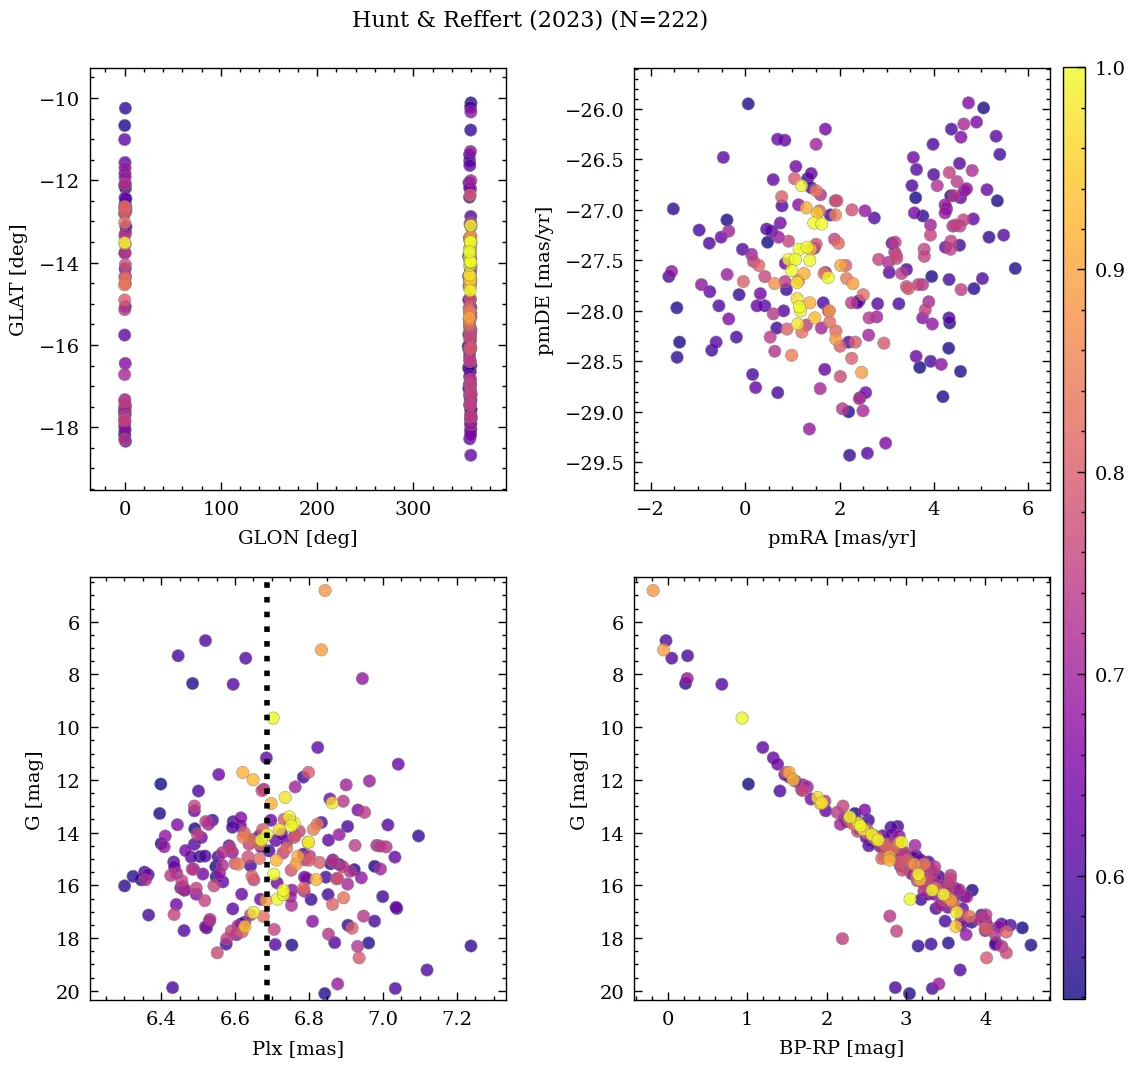 Hunt & Reffert (2023) (N=222)
−10
−12
−14
−16
−18
GLAT [deg]
0 100 200 300
GLON [deg]
−26.0
−26.5
−27.0
−27.5
−28.0
−28.5
−29.0
−29.5
pmDE [mas/yr]
−2 0 2 4 6
pmRA [mas/yr]
1.0
0.9
0.8
0.7
0.6
6
8
10
12
14
16
18
20
G [mag]
6.4 6.6 6.8 7.0 7.2
Plx [mas]
6
8
10
12
14
16
18
20
G [mag]
0 1 2 3 4
BP-RP [mag]